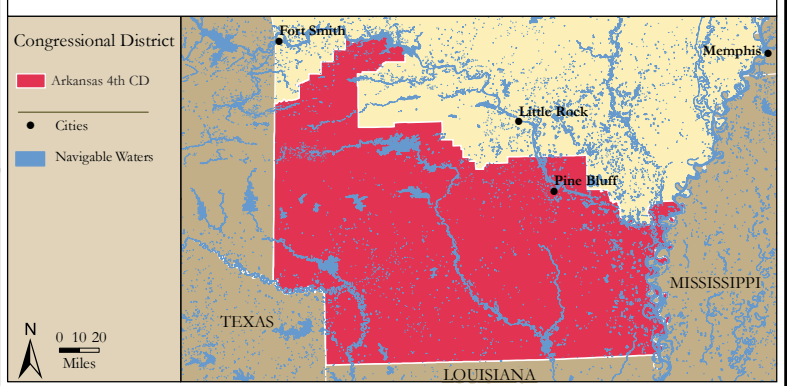 Congressional District
Arkansas 4th CD
Cities
Navigable Waters
N
0 10 20
Miles
Fort Smith
Memphis
Little Rock
Pine Bluff
MISSISSIPPI
TEXAS
LOUISIANA